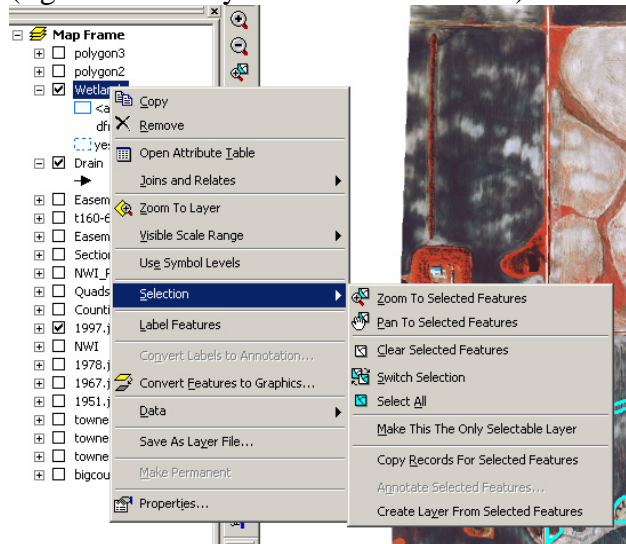 Map Frame
polygon3
polygon2
<a
dfr
yes
Drain
Easem
t160-6
Easem
Section
NWI_F
Quads
Counti
1997.j
NWI
1978.j
1967.j
1951.j
towne
towne
towne
bigcou
Copy
Remove
Open Attribute Table
Joins and Relates
Zoom To Layer
Visible Scale Range
Use Symbol Levels
Selection
Label Features
Convert Labels to Annotation...
Convert Features to Graphics...
Data
Save As Layer File...
Make Permanent
Properties...
Zoom To Selected Features
Pan To Selected Features
Clear Selected Features
Switch Selection
Select All
Make This The Only Selectable Layer
Copy Records For Selected Features
Annotate Selected Features...
Create Layer From Selected Features